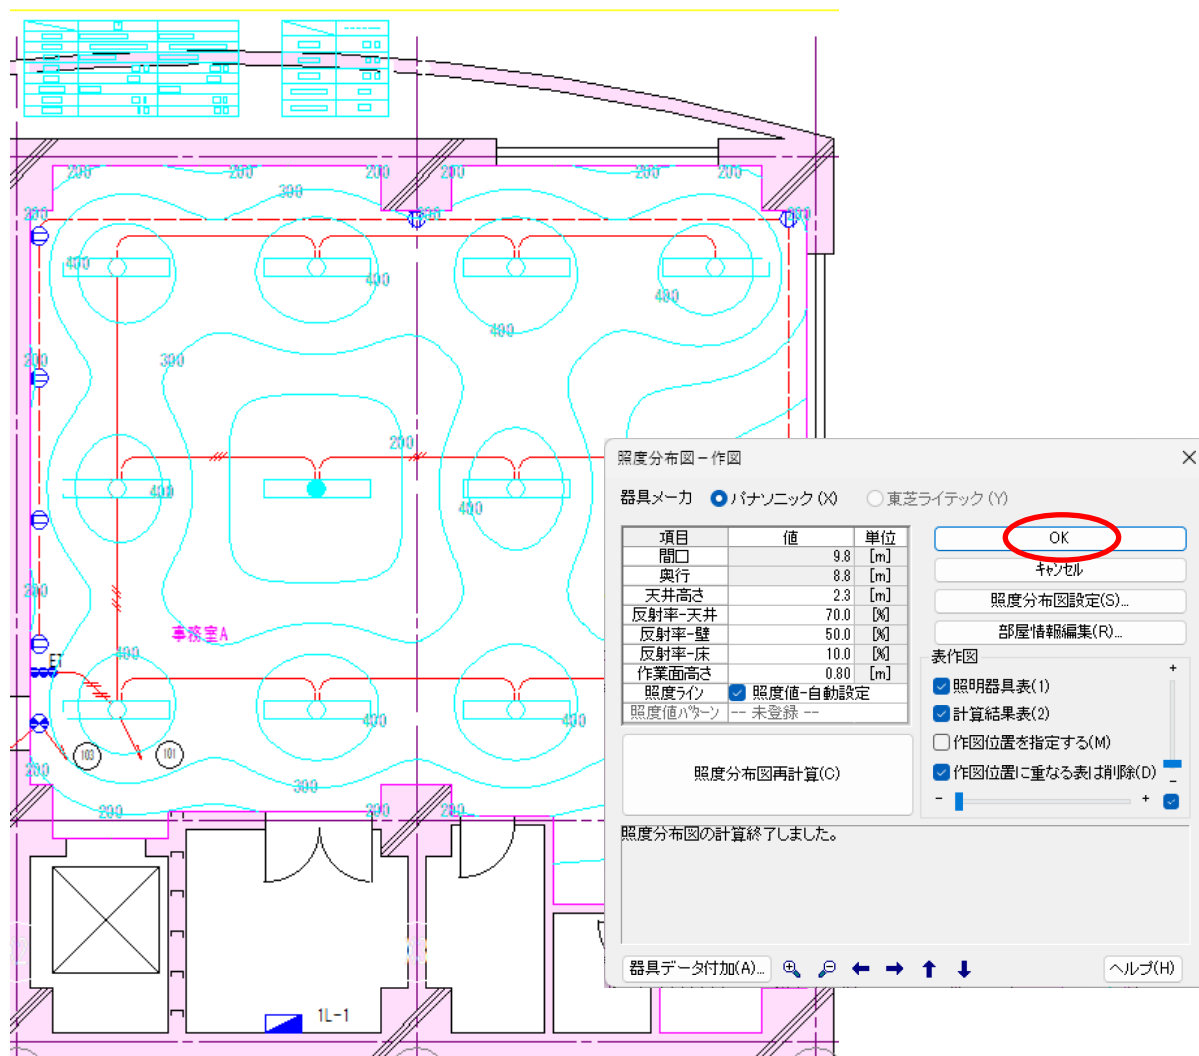 200
200
200
200
200
200
300
200
200
200
400
400
400
400
200
300
200
400
400
200
事務室A
400
ET
400
400
103
101
200
300
200
200
200
1L-1
照度分布図－作図
器具メーカ
パナソニック(X)
東芝ライテック(Y)
項目 値 単位
間口 9.8 [m]
奥行 8.8 [m]
天井高さ 2.3 [m]
反射率-天井 70.0 [%]
反射率-壁 50.0 [%]
反射率-床 10.0 [%]
作業面高さ 0.80 [m]
照度ライン 照度値-自動設定
照度値パターン -- 未登録 --
照度分布図再計算(C)
OK
キャンセル
照度分布図設定(S)...
部屋情報編集(R)...
表作図
照明器具表(1)
計算結果表(2)
作図位置を指定する(M)
作図位置に重なる表は削除(D)
照度分布図の計算終了しました。
器具データ付加(A)...
ヘルプ(H)